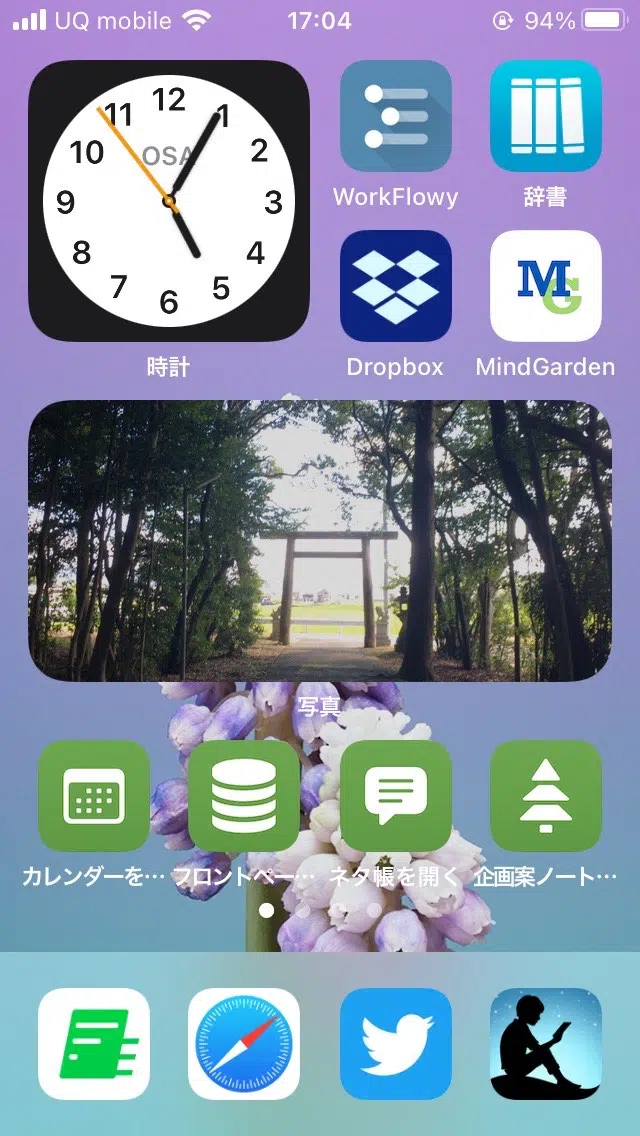 UQ mobile 17:04 94%
12
11 1
OSA
10 2
9 3
8 4
7 5
6
WorkFlowy 辞書
MG
時計 Dropbox MindGarden
写真
カレンダーを… フロントペー… ネタ帳を開く 企画案ノート…